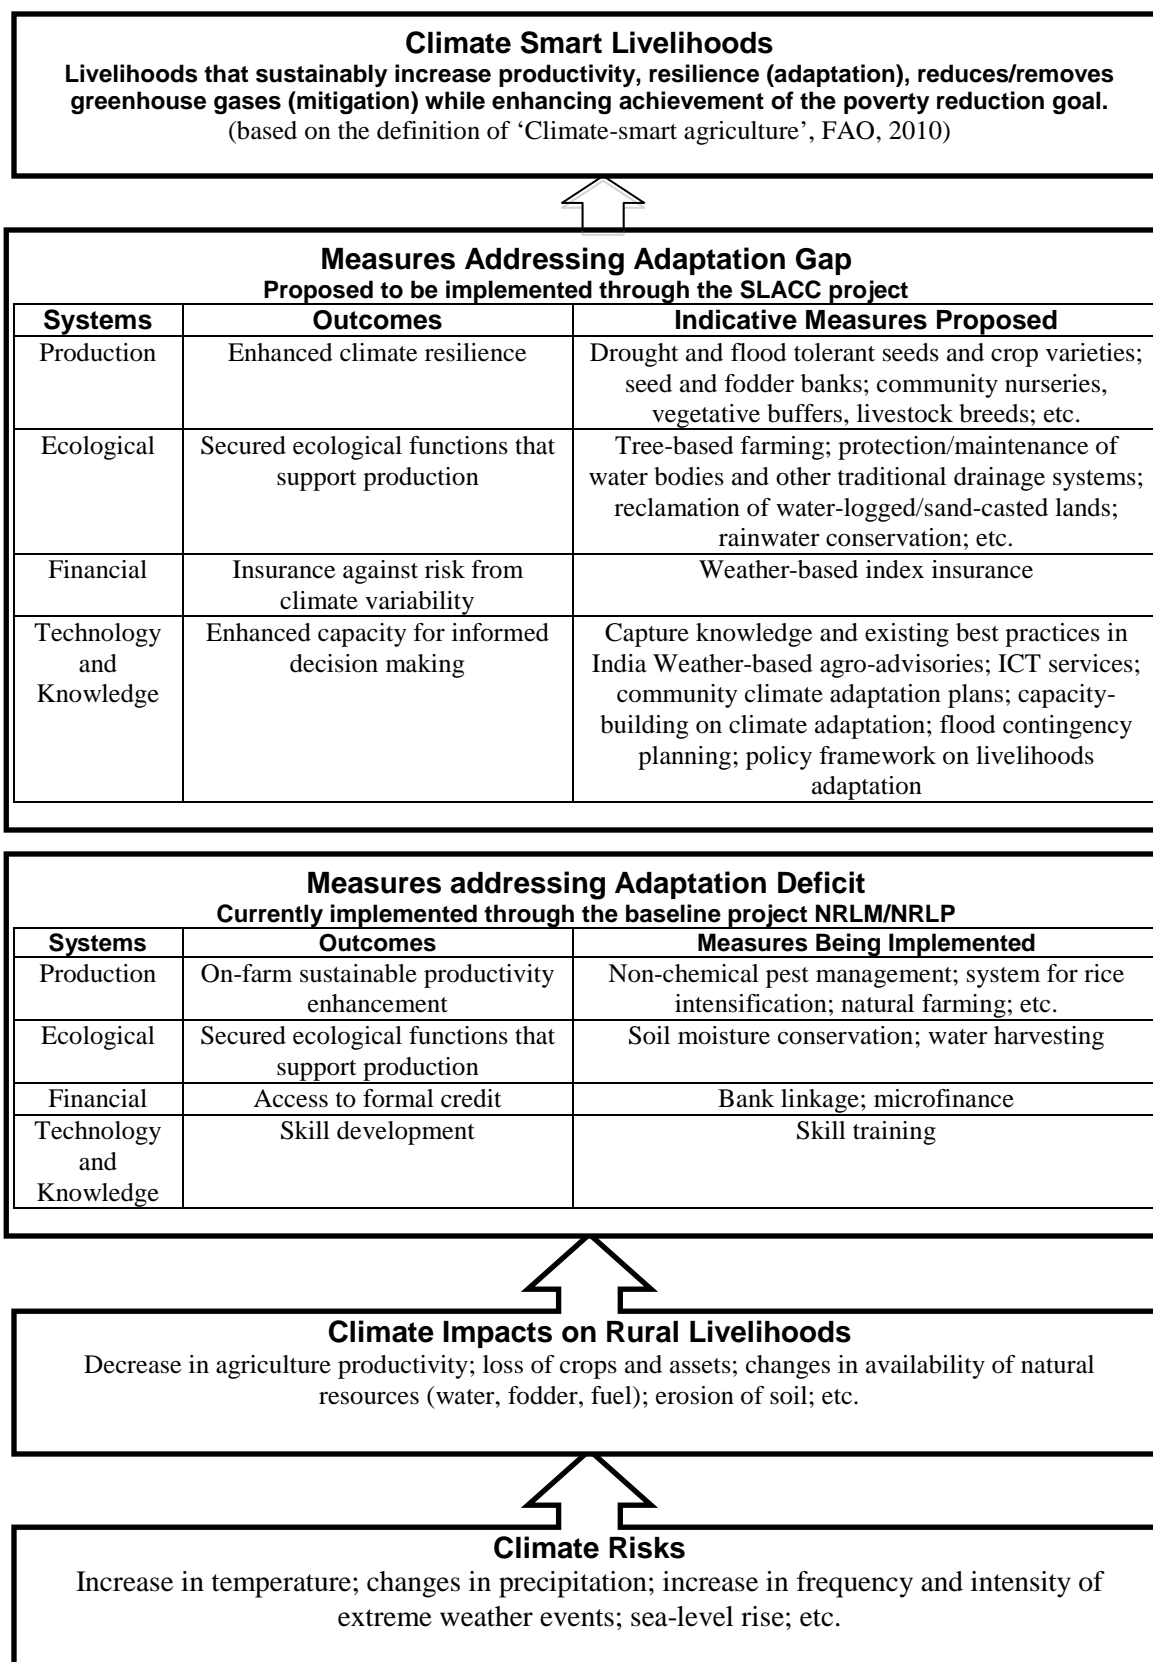 Climate Smart Livelihoods
Livelihoods that sustainably increase productivity, resilience (adaptation), reduces/removes
greenhouse gases (mitigation) while enhancing achievement of the poverty reduction goal.
(based on the definition of ‘Climate-smart agriculture’, FAO, 2010)
Measures Addressing Adaptation Gap
Proposed to be implemented through the SLACC project
Systems Outcomes Indicative Measures Proposed
Production Enhanced climate resilience Drought and flood tolerant seeds and crop varieties;
seed and fodder banks; community nurseries,
vegetative buffers, livestock breeds; etc.
Ecological Secured ecological functions that Tree-based farming; protection/maintenance of
support production water bodies and other traditional drainage systems;
reclamation of water-logged/sand-casted lands;
rainwater conservation; etc.
Financial Insurance against risk from Weather-based index insurance
climate variability
Technology Enhanced capacity for informed Capture knowledge and existing best practices in
and decision making India Weather-based agro-advisories; ICT services;
Knowledge community climate adaptation plans; capacity-
building on climate adaptation; flood contingency
planning; policy framework on livelihoods
adaptation
Measures addressing Adaptation Deficit
Currently implemented through the baseline project NRLM/NRLP
Systems Outcomes Measures Being Implemented
Production On-farm sustainable productivity Non-chemical pest management; system for rice
enhancement intensification; natural farming; etc.
Ecological Secured ecological functions that Soil moisture conservation; water harvesting
support production
Financial Access to formal credit Bank linkage; microfinance
Technology Skill development Skill training
and
Knowledge
Climate Impacts on Rural Livelihoods
Decrease in agriculture productivity; loss of crops and assets; changes in availability of natural
resources (water, fodder, fuel); erosion of soil; etc.
Climate Risks
Increase in temperature; changes in precipitation; increase in frequency and intensity of
extreme weather events; sea-level rise; etc.